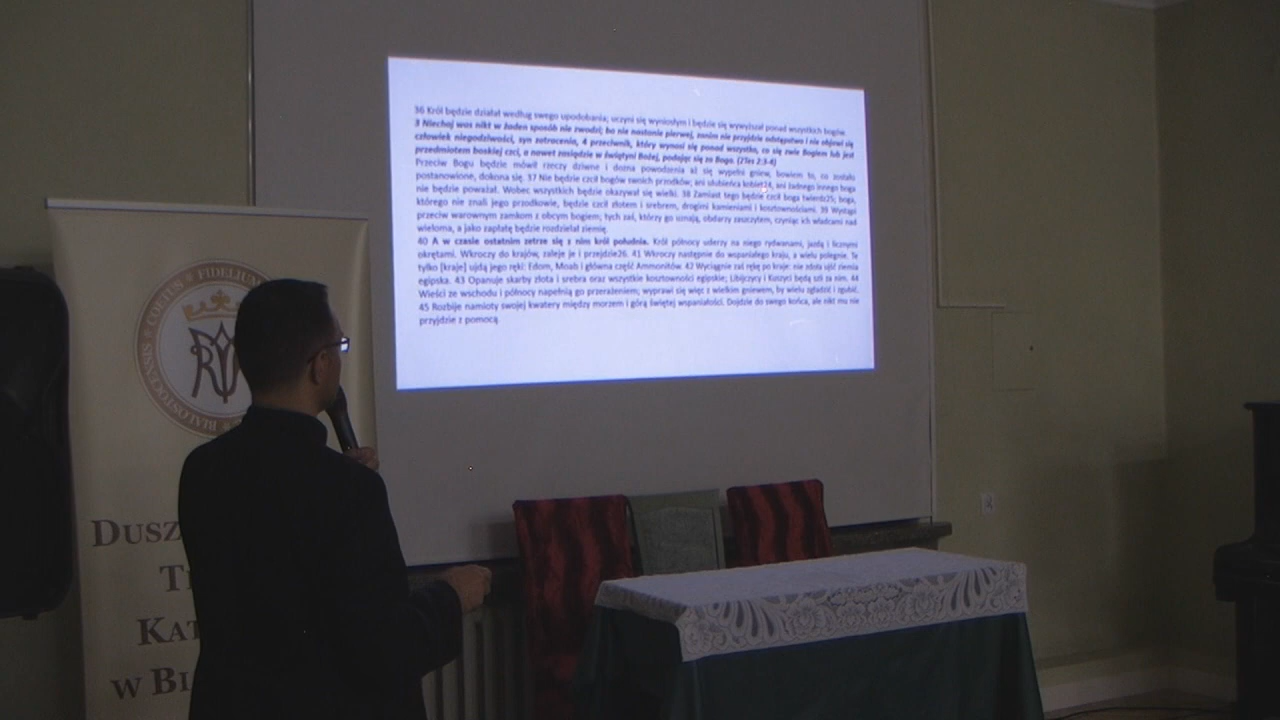 36 Król będzie działał według swego upodobania; uczyni się wyniosłym i będzie się wywyższał ponad wszystkich bogów.
3 Niechaj was nikt w żaden sposób nie zwodzi; bo nie nastanie pierwej, zanim nie przyjdzie odstępstwo i nie objawi się
człowiek niegodziwości, syn zatracenia, 4 przeciwnik, który wynosi się ponad wszystko, co się zwie Bogiem lub jest
przedmiotem boskiej czci, a nawet zasiądzie w świątyni Bożej, podając się za Boga. (2Tes 2:3-4)
Przeciw Bogu będzie mówił rzeczy dziwne i dozna powodzenia aż się wypełni gniew, bowiem to, co zostało
postanowione, dokona się. 37 Nie będzie czcił bogów swoich przodków; ani ulubieńca kobiet24, ani żadnego innego boga
nie będzie poważał. Wobec wszystkich będzie okazywał się wielki. 38 Zamiast tego będzie czcił boga twierdz25; boga,
którego nie znali jego przodkowie, będzie czcił złotem i srebrem, drogimi kamieniami i kosztownościami. 39 Wystąpi
przeciw warownym zamkom z obcym bogiem; tych zaś, którzy go uznają, obdarzy zaszczytem, czyniąc ich władcami nad
wieloma, a jako zapłatę będzie rozdzielał ziemię.
40 A w czasie ostatnim zetrze się z nim król południa. Król północy uderzy na niego rydwanami, jazdą i licznymi
okrętami. Wkroczy do krajów, zaleje je i przejdzie26. 41 Wkroczy następnie do wspaniałego kraju, a wielu polegnie. Te
tylko [kraje] ujdą jego ręki: Edom, Moab i główna część Ammonitów. 42 Wyciągnie zaś rękę po kraje; nie zdoła ujść ziemia
egipska. 43 Opanuje skarby złota i srebra oraz wszystkie kosztowności egipskie; Libijczycy i Kuszyci będą szli za nim. 44
Wieści ze wschodu i północy napełnią go przerażeniem; wyprawi się więc z wielkim gniewem, by wielu zgładzić i zgubić.
45 Rozbije namioty swojej kwatery między morzem i górą świętej wspaniałości. Dojdzie do swego końca, ale nikt mu nie
przyjdzie z pomocą.
COETUS FIDELIUM
BIALOSTOCENSIS
DUSZ
T
KAT
W BI